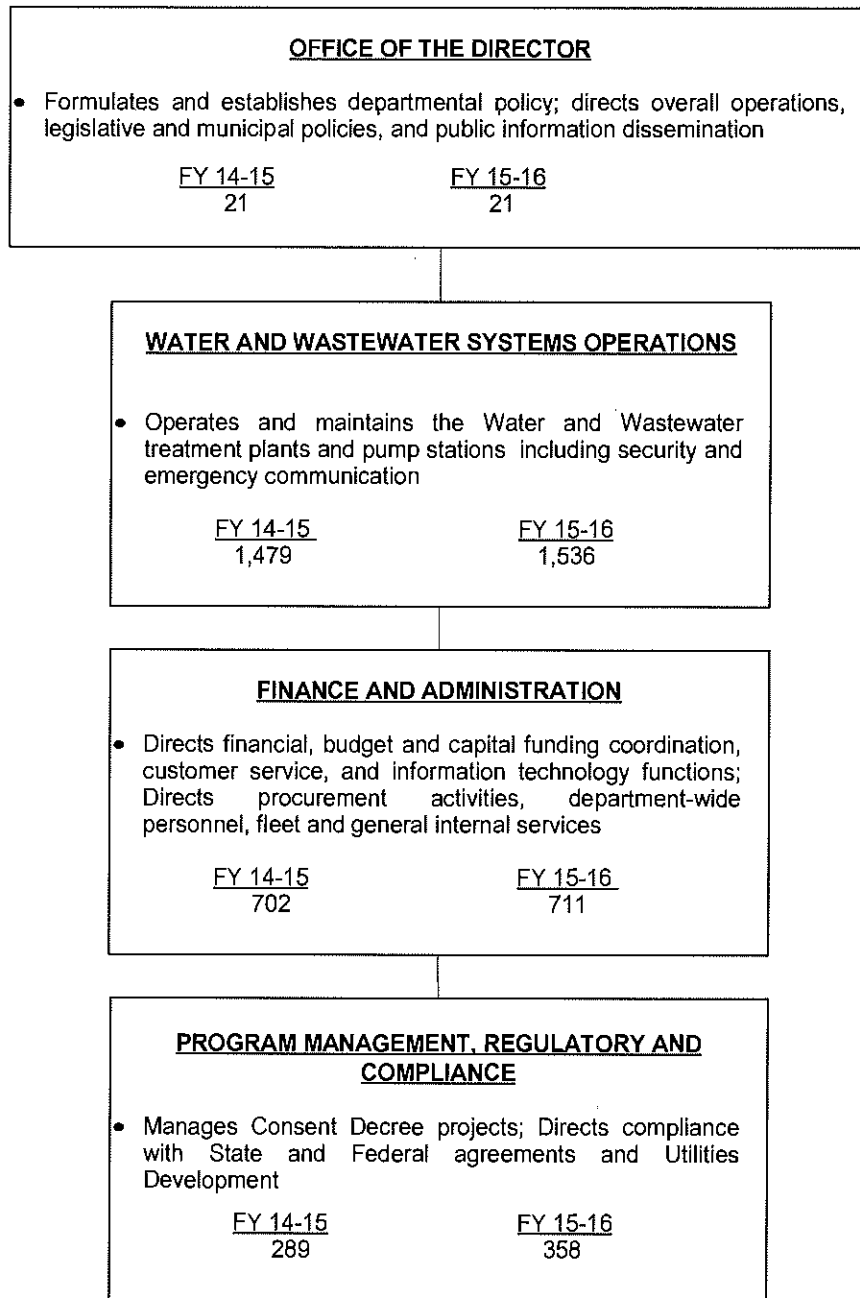 OFFICE OF THE DIRECTOR
• Formulates and establishes departmental policy; directs overall operations,
legislative and municipal policies, and public information dissemination
FY 14-15 FY 15-16
21 21
WATER AND WASTEWATER SYSTEMS OPERATIONS
• Operates and maintains the Water and Wastewater
treatment plants and pump stations including security and
emergency communication
FY 14-15 FY 15-16
1,479 1,536
FINANCE AND ADMINISTRATION
• Directs financial, budget and capital funding coordination,
customer service, and information technology functions;
Directs procurement activities, department-wide
personnel, fleet and general internal services
FY 14-15 FY 15-16
702 711
PROGRAM MANAGEMENT, REGULATORY AND
COMPLIANCE
• Manages Consent Decree projects; Directs compliance
with State and Federal agreements and Utilities
Development
FY 14-15 FY 15-16
289 358